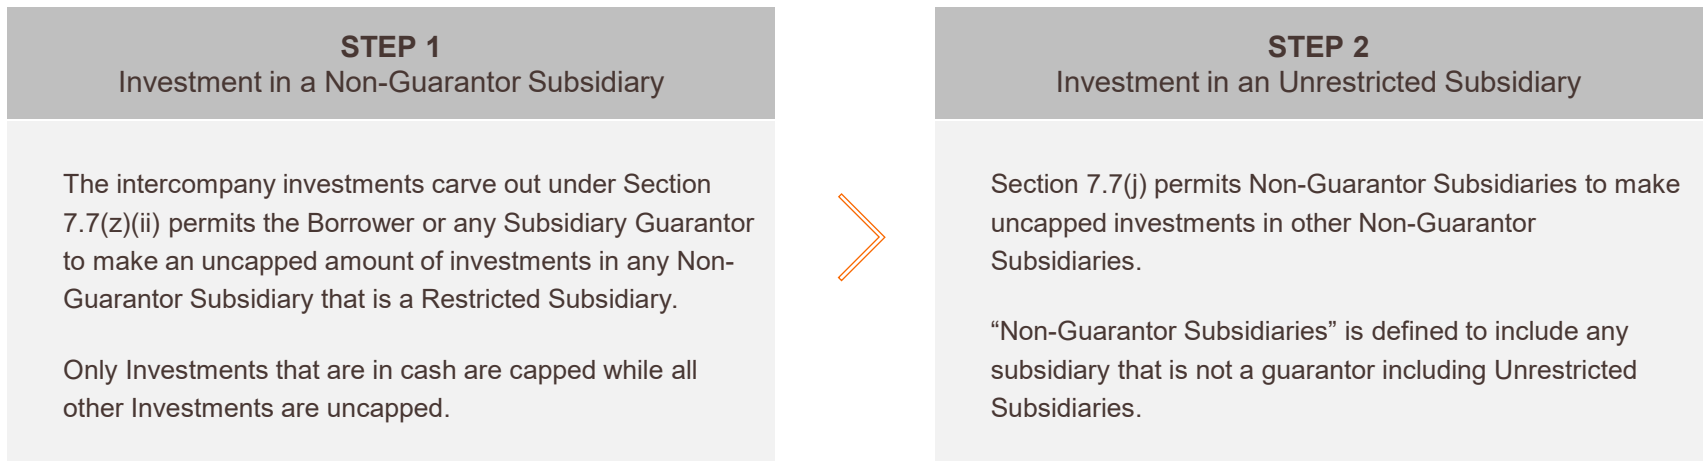 STEP 1
Investment in a Non-Guarantor Subsidiary
The intercompany investments carve out under Section
7.7(z)(ii) permits the Borrower or any Subsidiary Guarantor
to make an uncapped amount of investments in any Non-
Guarantor Subsidiary that is a Restricted Subsidiary.
Only Investments that are in cash are capped while all
other Investments are uncapped.
STEP 2
Investment in an Unrestricted Subsidiary
Section 7.7(j) permits Non-Guarantor Subsidiaries to make
uncapped investments in other Non-Guarantor
Subsidiaries.
“Non-Guarantor Subsidiaries” is defined to include any
subsidiary that is not a guarantor including Unrestricted
Subsidiaries.